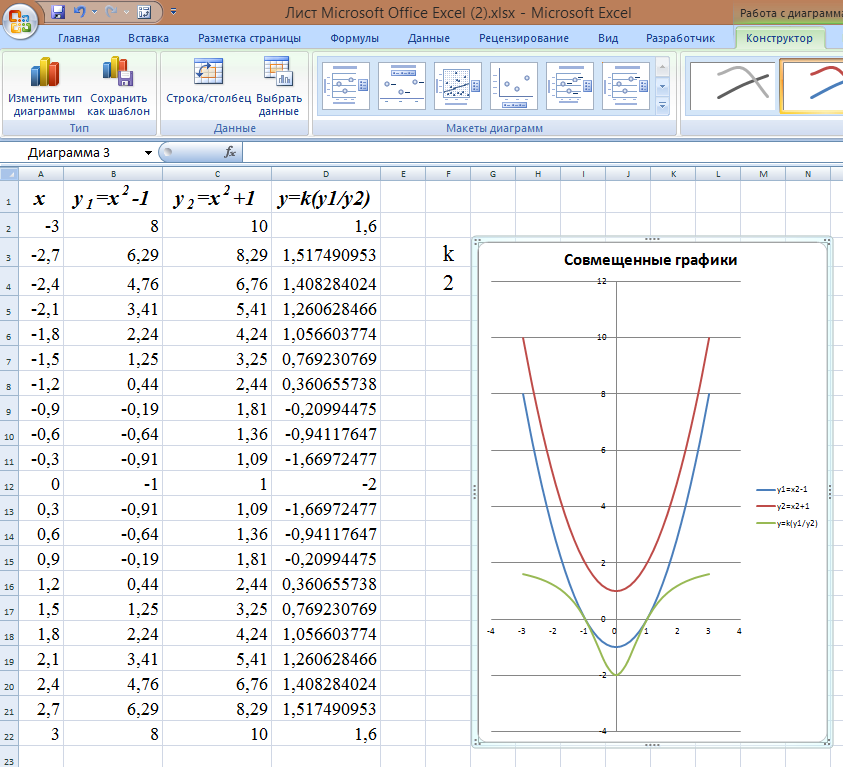 Лист Microsoft Office Excel (2).xlsx - Microsoft Excel
Работа с диаграмма
Главная Вставка Разметка страницы Формулы Данные Рецензирование Вид Разработчик Конструктор
Изменить тип диаграммы Сохранить как шаблон Строка/столбец Выбрать данные
Тип Данные Макеты диаграмм
Диаграмма 3 fx
A B C D E F G H I J K L M N
1 x y1=x²-1 y2=x²+1 y=k(y1/y2)
2 -3 8 10 1,6
3 -2,7 6,29 8,29 1,517490953 k
4 -2,4 4,76 6,76 1,408284024 2
5 -2,1 3,41 5,41 1,260628466
6 -1,8 2,24 4,24 1,056603774
7 -1,5 1,25 3,25 0,769230769
8 -1,2 0,44 2,44 0,360655738
9 -0,9 -0,19 1,81 -0,20994475
10 -0,6 -0,64 1,36 -0,94117647
11 -0,3 -0,91 1,09 -1,66972477
12 0 -1 1 -2
13 0,3 -0,91 1,09 -1,66972477
14 0,6 -0,64 1,36 -0,94117647
15 0,9 -0,19 1,81 -0,20994475
16 1,2 0,44 2,44 0,360655738
17 1,5 1,25 3,25 0,769230769
18 1,8 2,24 4,24 1,056603774
19 2,1 3,41 5,41 1,260628466
20 2,4 4,76 6,76 1,408284024
21 2,7 6,29 8,29 1,517490953
22 3 8 10 1,6
23
Совмещенные графики
12
10
8
6
4
2
0
-4 -3 -2 -1 0 1 2 3 4
-2
-4
y1=x2-1
y2=x2+1
y=k(y1/y2)